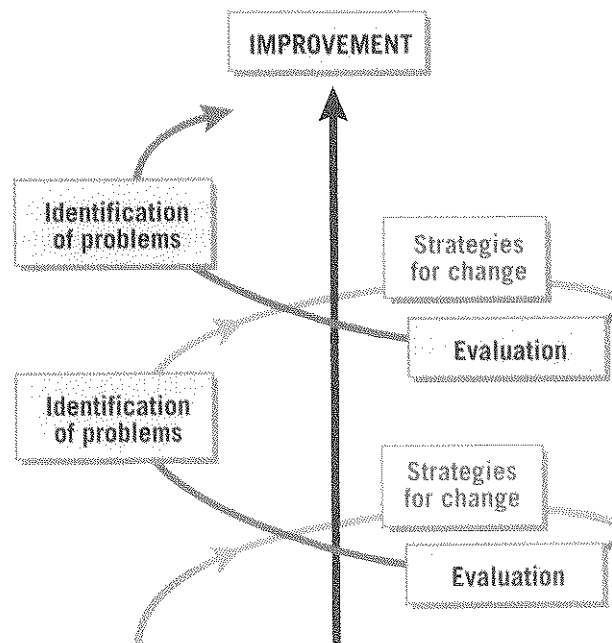 IMPROVEMENT
Identification
of problems
Strategies
for change
Evaluation
Identification
of problems
Strategies
for change
Evaluation